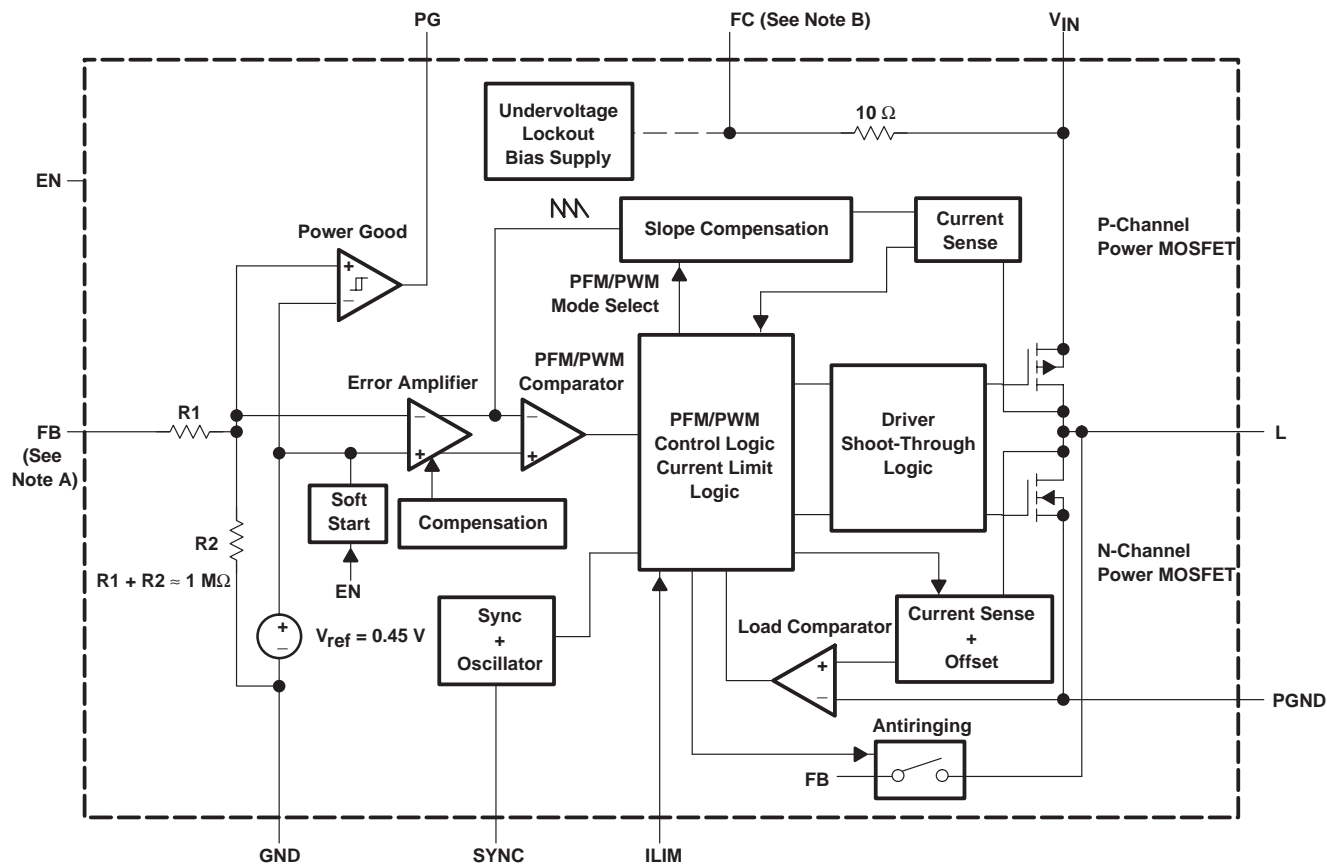 PG
FC (See Note B)
VIN
Undervoltage
Lockout
Bias Supply
10 Ω
EN
Slope Compensation
Current
Sense
P-Channel
Power MOSFET
Power Good
+
_
PFM/PWM
Mode Select
PFM/PWM
Comparator
Error Amplifier
R1
FB
(See
Note A)
_
+
_
+
PFM/PWM
Control Logic
Current Limit
Logic
Driver
Shoot-Through
Logic
L
Soft
Start
Compensation
R2
R1 + R2 ≈ 1 MΩ
EN
N-Channel
Power MOSFET
+
_
Vref = 0.45 V
Sync
+
Oscillator
Load Comparator
+
_
Current Sense
+
Offset
PGND
Antiringing
FB
GND
SYNC
ILIM